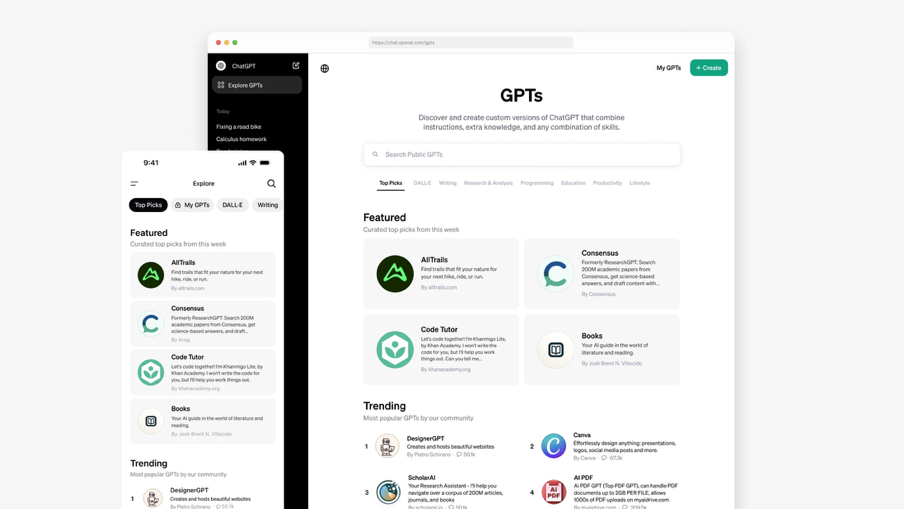 https://chat.openai.com/gpts
ChatGPT
Explore GPTs
Today
Fixing a road bike
Calculus homework
My GPTs
+ Create
GPTs
Discover and create custom versions of ChatGPT that combine
instructions, extra knowledge, and any combination of skills.
Search Public GPTs
Top Picks
DALL·E
Writing
Research & Analysis
Programming
Education
Productivity
Lifestyle
Featured
Curated top picks from this week
AllTrails
Find trails that fit your nature for your
next hike, ride, or run.
By alltrails.com
Consensus
Formerly ResearchGPT. Search
200M academic papers from
Consensus, get science-based
answers, and draft content with...
By Consensus
Code Tutor
Let's code together! I'm Khanmigo Lite,
by Khan Academy. I won't write the
code for you, but I'll help you work
things out. Can you tell me...
By khanacademy.org
Books
Your AI guide in the world of
literature and reading.
By Josh Brent N. Villocido
Trending
Most popular GPTs by our community
1
DesignerGPT
Creates and hosts beautiful websites
By Pietro Schirano · 50.1k
2
Canva
Effortlessly design anything: presentations,
logos, social media posts and more.
By Canva · 67.3k
3
ScholarAI
Your Research Assistant - I'll help you
navigate over a corpus of 200M articles,
journals, and books
By scholarai.io · 50.1k
4
AI PDF
Ai PDF GPT (Top PDF GPT), can handle PDF
documents up to 2GB PER FILE, allows
1000s of PDF uploads on myaidrive.com
By myaidrive.com
9:41
Explore
Top Picks
My GPTs
DALL·E
Writing
Featured
Curated top picks from this week
AllTrails
Find trails that fit your nature for your next
hike, ride, or run.
By alltrails.com
Consensus
Formerly ResearchGPT. Search 200M
academic papers from Consensus, get
science-based answers, and draft...
By Krog
Code Tutor
Let's code together! I'm Khanmigo Lite,
by Khan Academy. I won't write the code for
you, but I'll help you work things out.
By khanacademy.org
Books
Your AI guide in the world of literature and
reading.
By Josh Brent N. Villocido
Trending
Most popular GPTs by our community
1
DesignerGPT
Creates and hosts beautiful websites
By Pietro Schirano · 50.1k